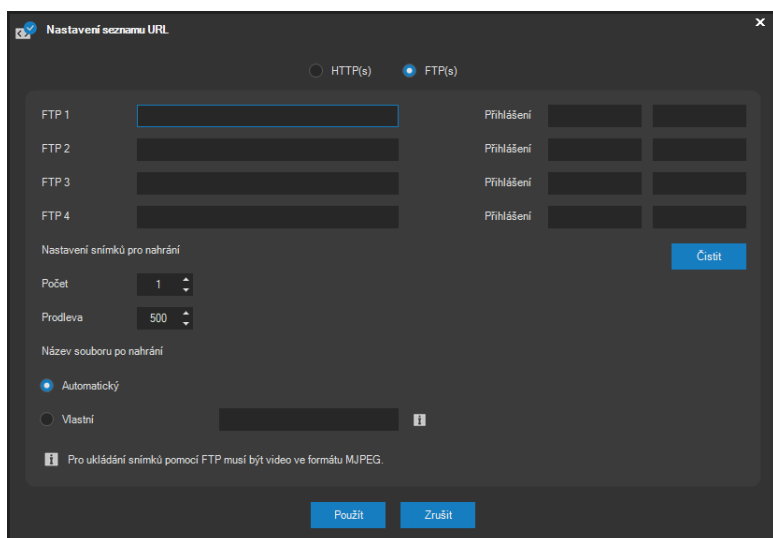 Nastavení seznamu URL
HTTP(s) FTP(s)
FTP 1 Přihlášení
FTP 2 Přihlášení
FTP 3 Přihlášení
FTP 4 Přihlášení
Nastavení snímků pro nahrání
Čistit
Počet 1
Prodleva 500
Název souboru po nahrání
Automatický
Vlastní
Pro ukládání snímků pomocí FTP musí být video ve formátu MJPEG.
Použít Zrušit